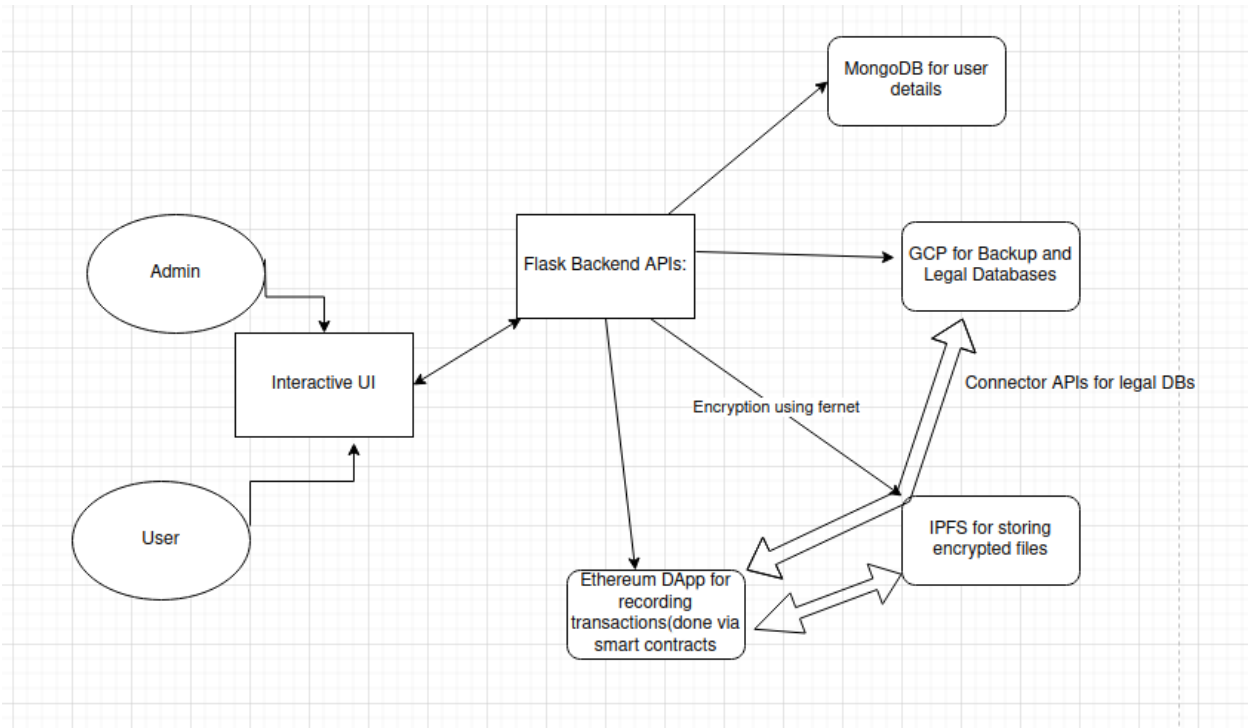 MongoDB for user
details
Admin
Flask Backend APIs:
GCP for Backup and
Legal Databases
Interactive UI
Connector APIs for legal DBs
Encryption using fernet
User
IPFS for storing
encrypted files
Ethereum DApp for
recording
transactions(done via
smart contracts